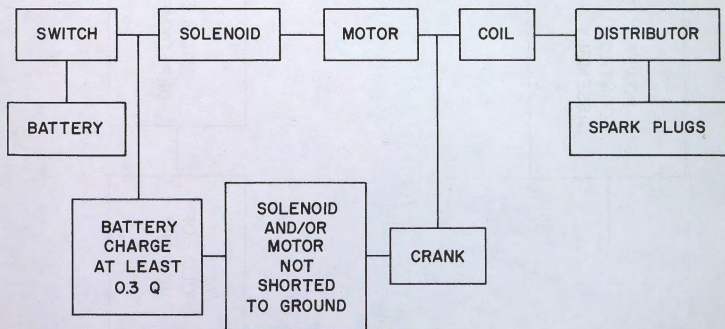 SWITCH
SOLENOID
MOTOR
COIL
DISTRIBUTOR
BATTERY
SPARK PLUGS
BATTERY
CHARGE
AT LEAST
0.3 Q
SOLENOID
AND/OR
MOTOR
NOT
SHORTED
TO GROUND
CRANK